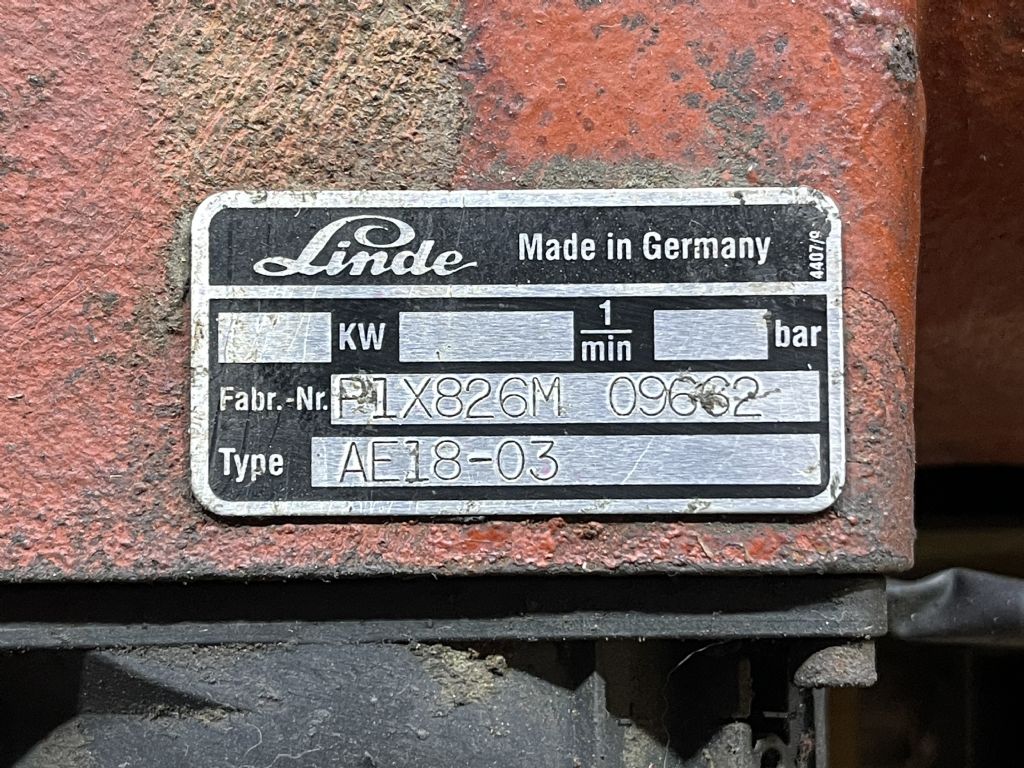 Linde Made in Germany 4407/9
KW 1/min bar
Fabr.-Nr. P1X826M 09662
Type AE18-03